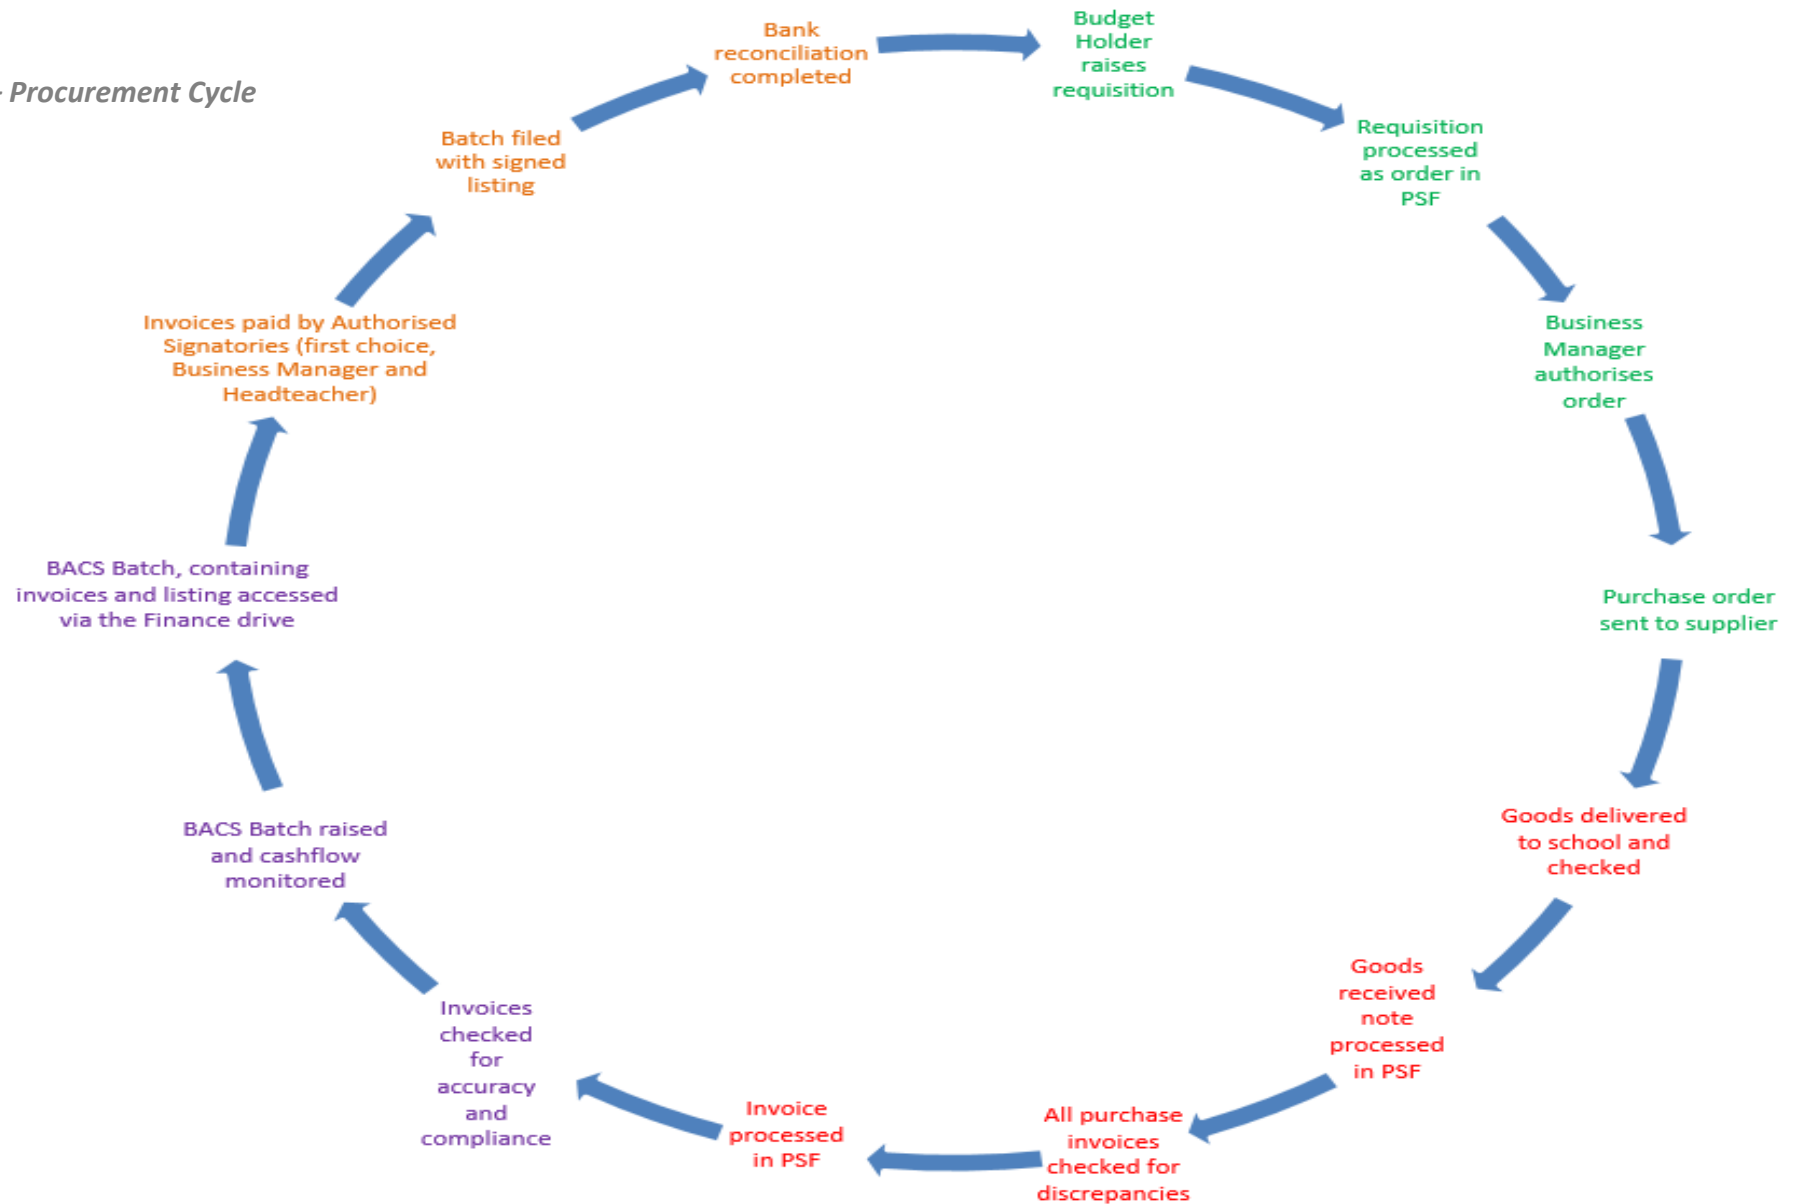 - Procurement Cycle
Budget
Holder
raises
requisition
Requisition
processed
as order in
PSF
Business
Manager
authorises
order
Purchase order
sent to supplier
Goods delivered
to school and
checked
Goods
received
note
processed
in PSF
All purchase
invoices
checked for
discrepancies
Invoice
processed
in PSF
Invoices
checked
for
accuracy
and
compliance
BACS Batch raised
and cashflow
monitored
BACS Batch, containing
invoices and listing accessed
via the Finance drive
Invoices paid by Authorised
Signatories (first choice,
Business Manager and
Headteacher)
Batch filed
with signed
listing
Bank
reconciliation
completed